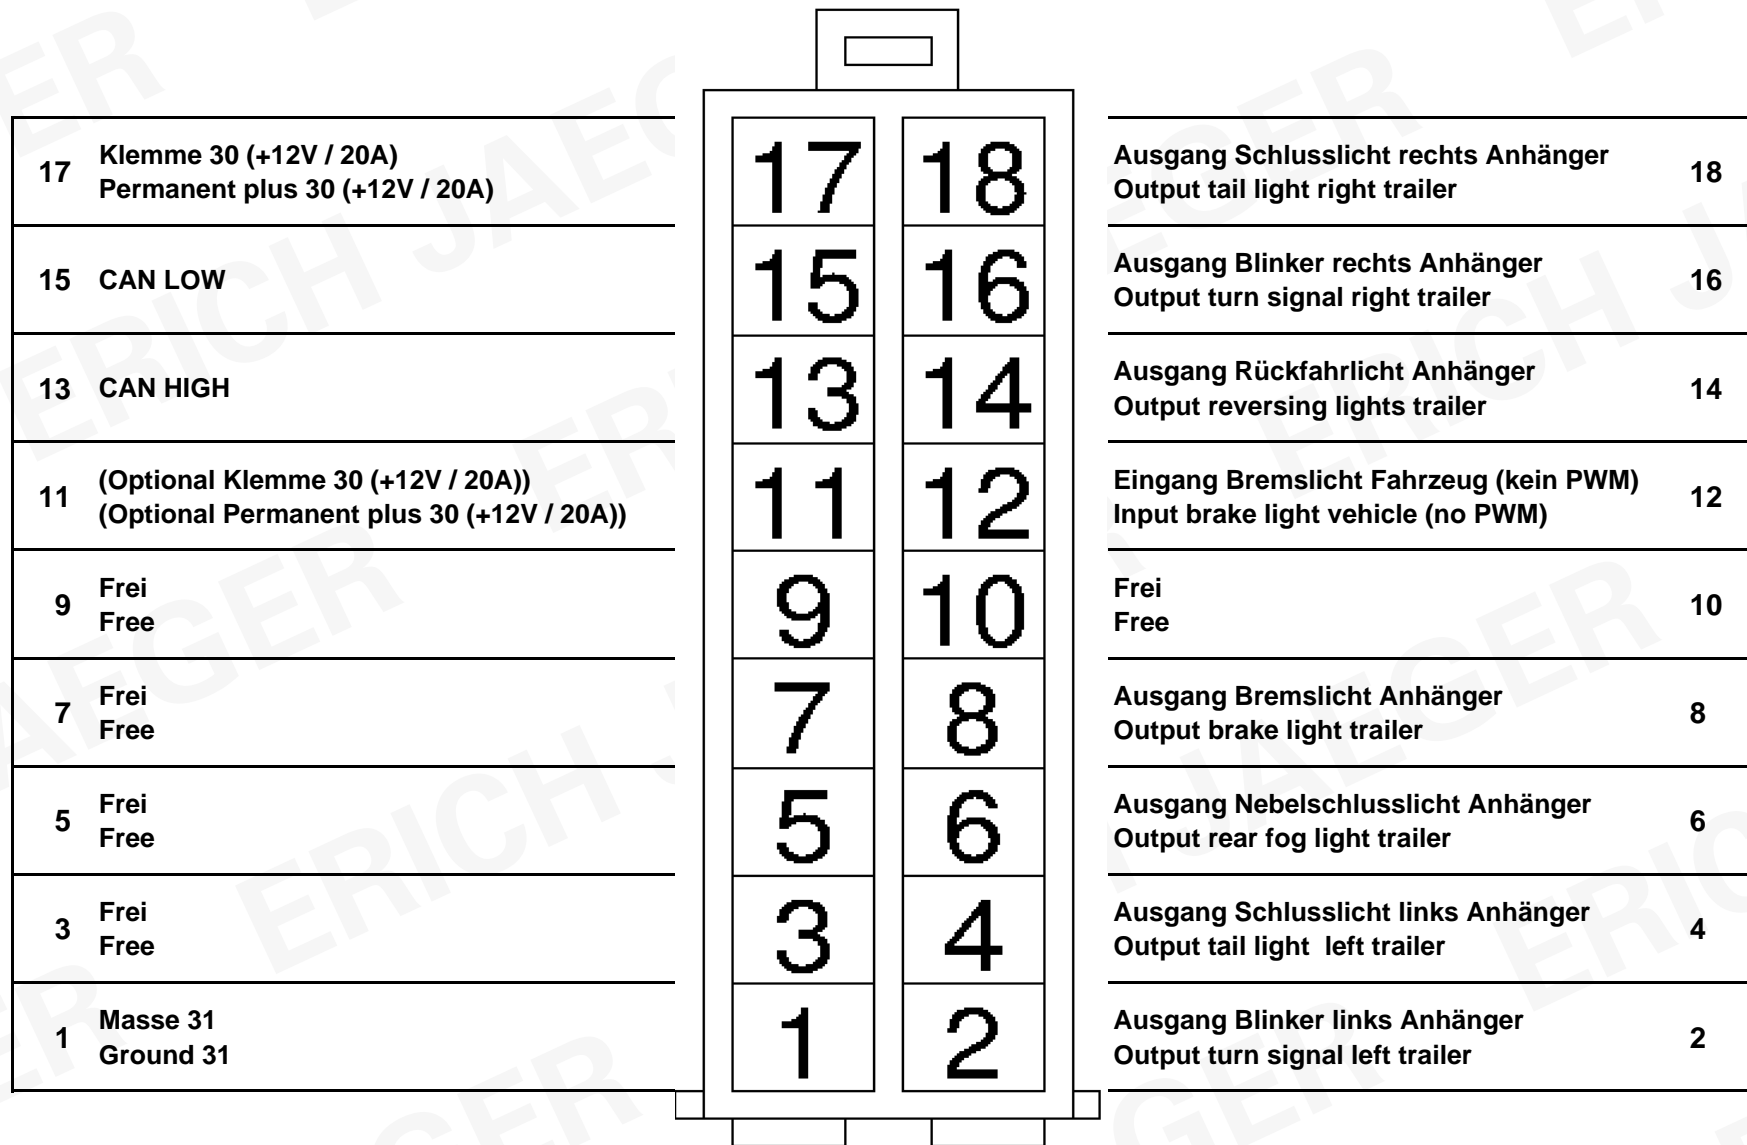 17 Klemme 30 (+12V / 20A)
Permanent plus 30 (+12V / 20A)
17 18
Ausgang Schlusslicht rechts Anhänger 18
Output tail light right trailer
15 CAN LOW
15 16
Ausgang Blinker rechts Anhänger 16
Output turn signal right trailer
13 CAN HIGH
13 14
Ausgang Rückfahrlicht Anhänger 14
Output reversing lights trailer
11 (Optional Klemme 30 (+12V / 20A))
(Optional Permanent plus 30 (+12V / 20A))
11 12
Eingang Bremslicht Fahrzeug (kein PWM) 12
Input brake light vehicle (no PWM)
9 Frei
Free
9 10
Frei 10
Free
7 Frei
Free
7 8
Ausgang Bremslicht Anhänger 8
Output brake light trailer
5 Frei
Free
5 6
Ausgang Nebelschlusslicht Anhänger 6
Output rear fog light trailer
3 Frei
Free
3 4
Ausgang Schlusslicht links Anhänger 4
Output tail light left trailer
1 Masse 31
Ground 31
1 2
Ausgang Blinker links Anhänger 2
Output turn signal left trailer
ERICH JAEGER